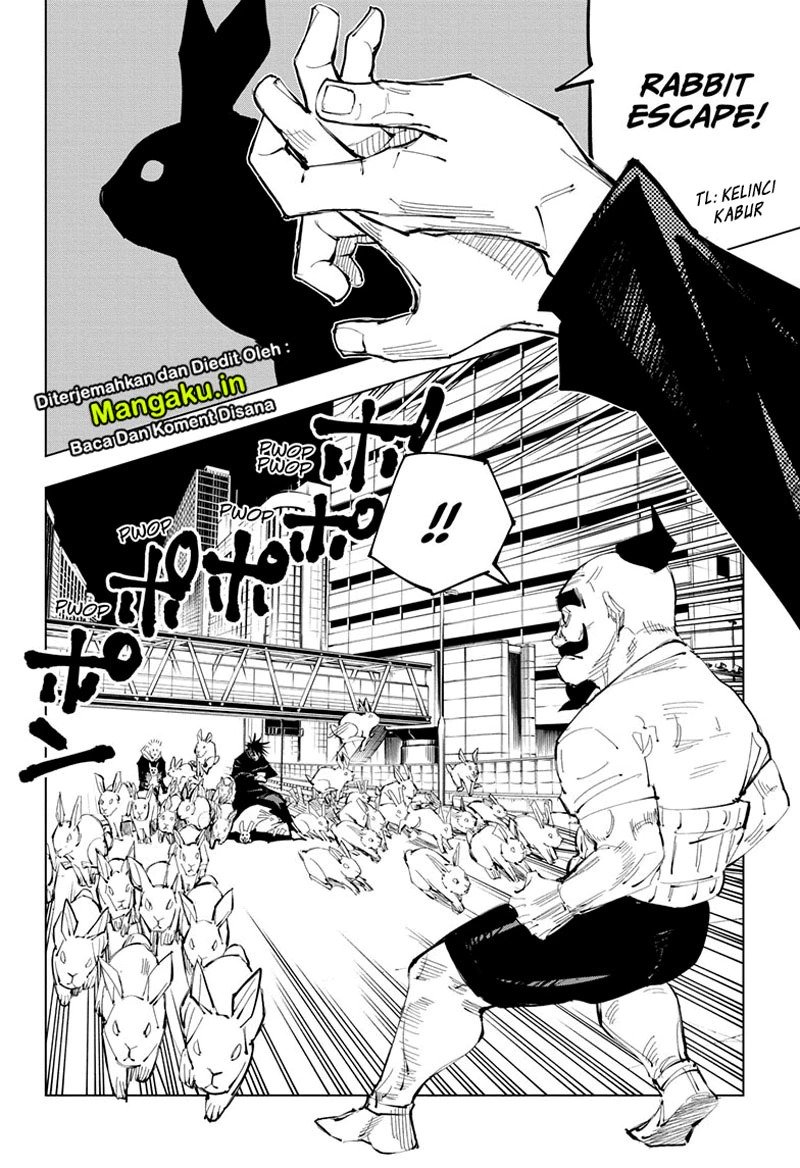 RABBIT
ESCAPE!
TL: KELINCI
KABUR
Diterjemahkan dan Diedit Oleh :
Mangaku.in
Baca Dan Koment Disana
PWOP
PWOP
ポ
!!
PWOP
ポ
PWOP
ポ
ポ
PWOP
ポ
ン